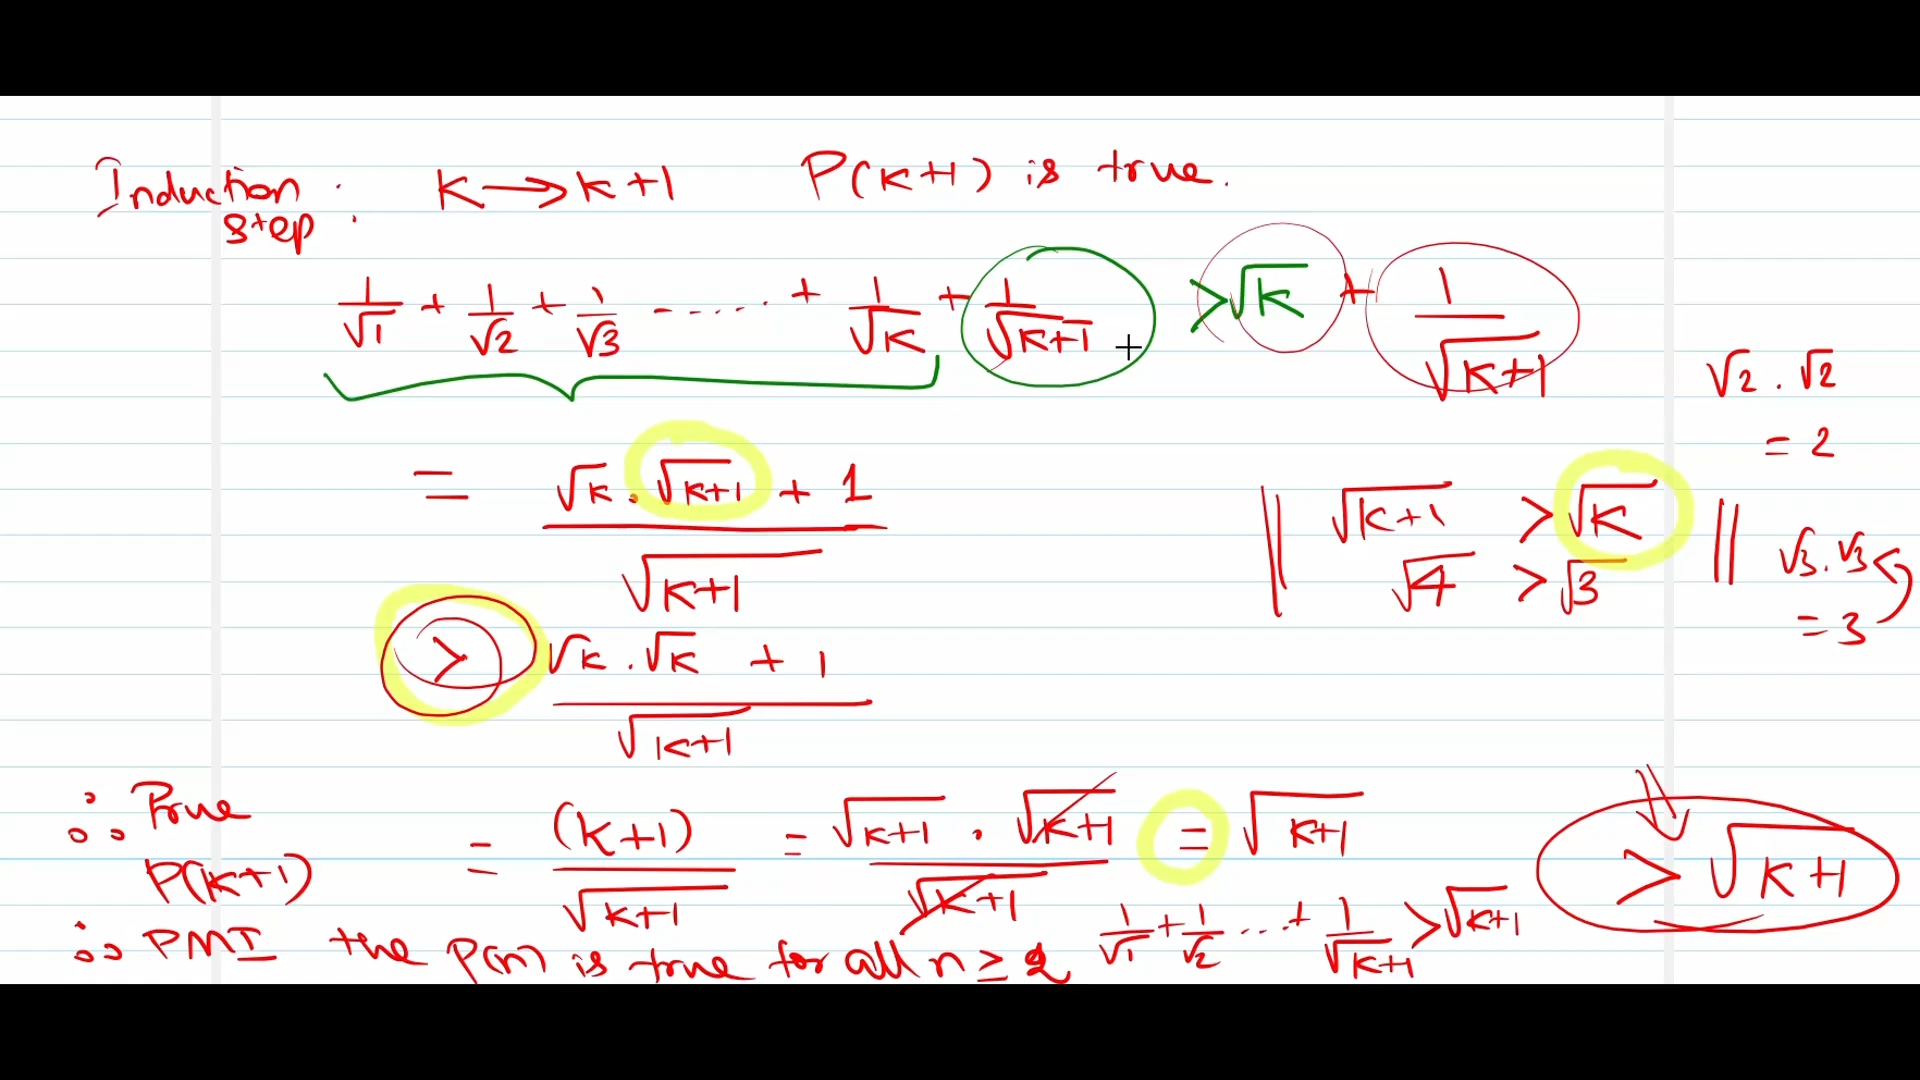 Induction step : K → K+1 P(K+1) is true.
1/√1 + 1/√2 + 1/√3 - ..... + 1/√K + 1/√K+1 > √K + 1/√K+1
√2 . √2
= 2
= (√K . √K+1 + 1)/√K+1
|| √K+1 > √K ||
√4 > √3
√3 . √3
= 3
> (√K . √K + 1)/√K+1
∴ True P(K+1)
= (K+1)/√K+1 = (√K+1 . √K+1)/√K+1 = √K+1
> √K+1
1/√1 + 1/√2 ... + 1/√K+1 > √K+1
∴ PMI the P(n) is true for all n ≥ 2